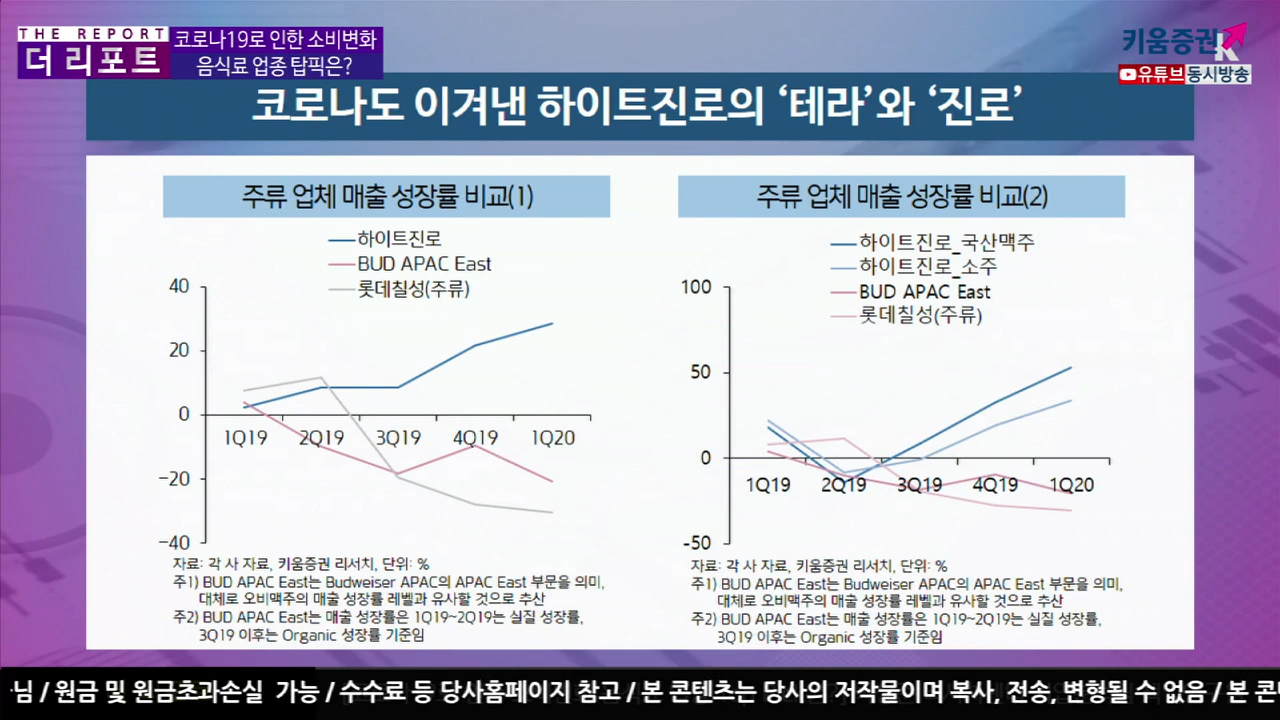 THE REPORT
더 리포트
코로나19로 인한 소비변화
음식료 업종 탑픽은?
키움증권
유튜브 동시방송
코로나도 이겨낸 하이트진로의 ‘테라’와 ‘진로’
주류 업체 매출 성장률 비교(1)
하이트진로
BUD APAC East
롯데칠성(주류)
40
20
0
−20
−40
1Q19 2Q19 3Q19 4Q19 1Q20
자료: 각 사 자료, 키움증권 리서치, 단위: %
주1) BUD APAC East는 Budweiser APAC의 APAC East 부문을 의미,
대체로 오비맥주의 매출 성장률 레벨과 유사할 것으로 추산
주2) BUD APAC East는 매출 성장률은 1Q19~2Q19는 실질 성장률,
3Q19 이후는 Organic 성장률 기준임
주류 업체 매출 성장률 비교(2)
하이트진로_국산맥주
하이트진로_소주
BUD APAC East
롯데칠성(주류)
100
50
0
-50
1Q19 2Q19 3Q19 4Q19 1Q20
자료: 각 사 자료, 키움증권 리서치, 단위: %
주1) BUD APAC East는 Budweiser APAC의 APAC East 부문을 의미,
대체로 오비맥주의 매출 성장률 레벨과 유사할 것으로 추산
주2) BUD APAC East는 매출 성장률은 1Q19~2Q19는 실질 성장률,
3Q19 이후는 Organic 성장률 기준임
님 / 원금 및 원금초과손실 가능 / 수수료 등 당사홈페이지 참고 / 본 콘텐츠는 당사의 저작물이며 복사, 전송, 변형될 수 없음 / 본 콘